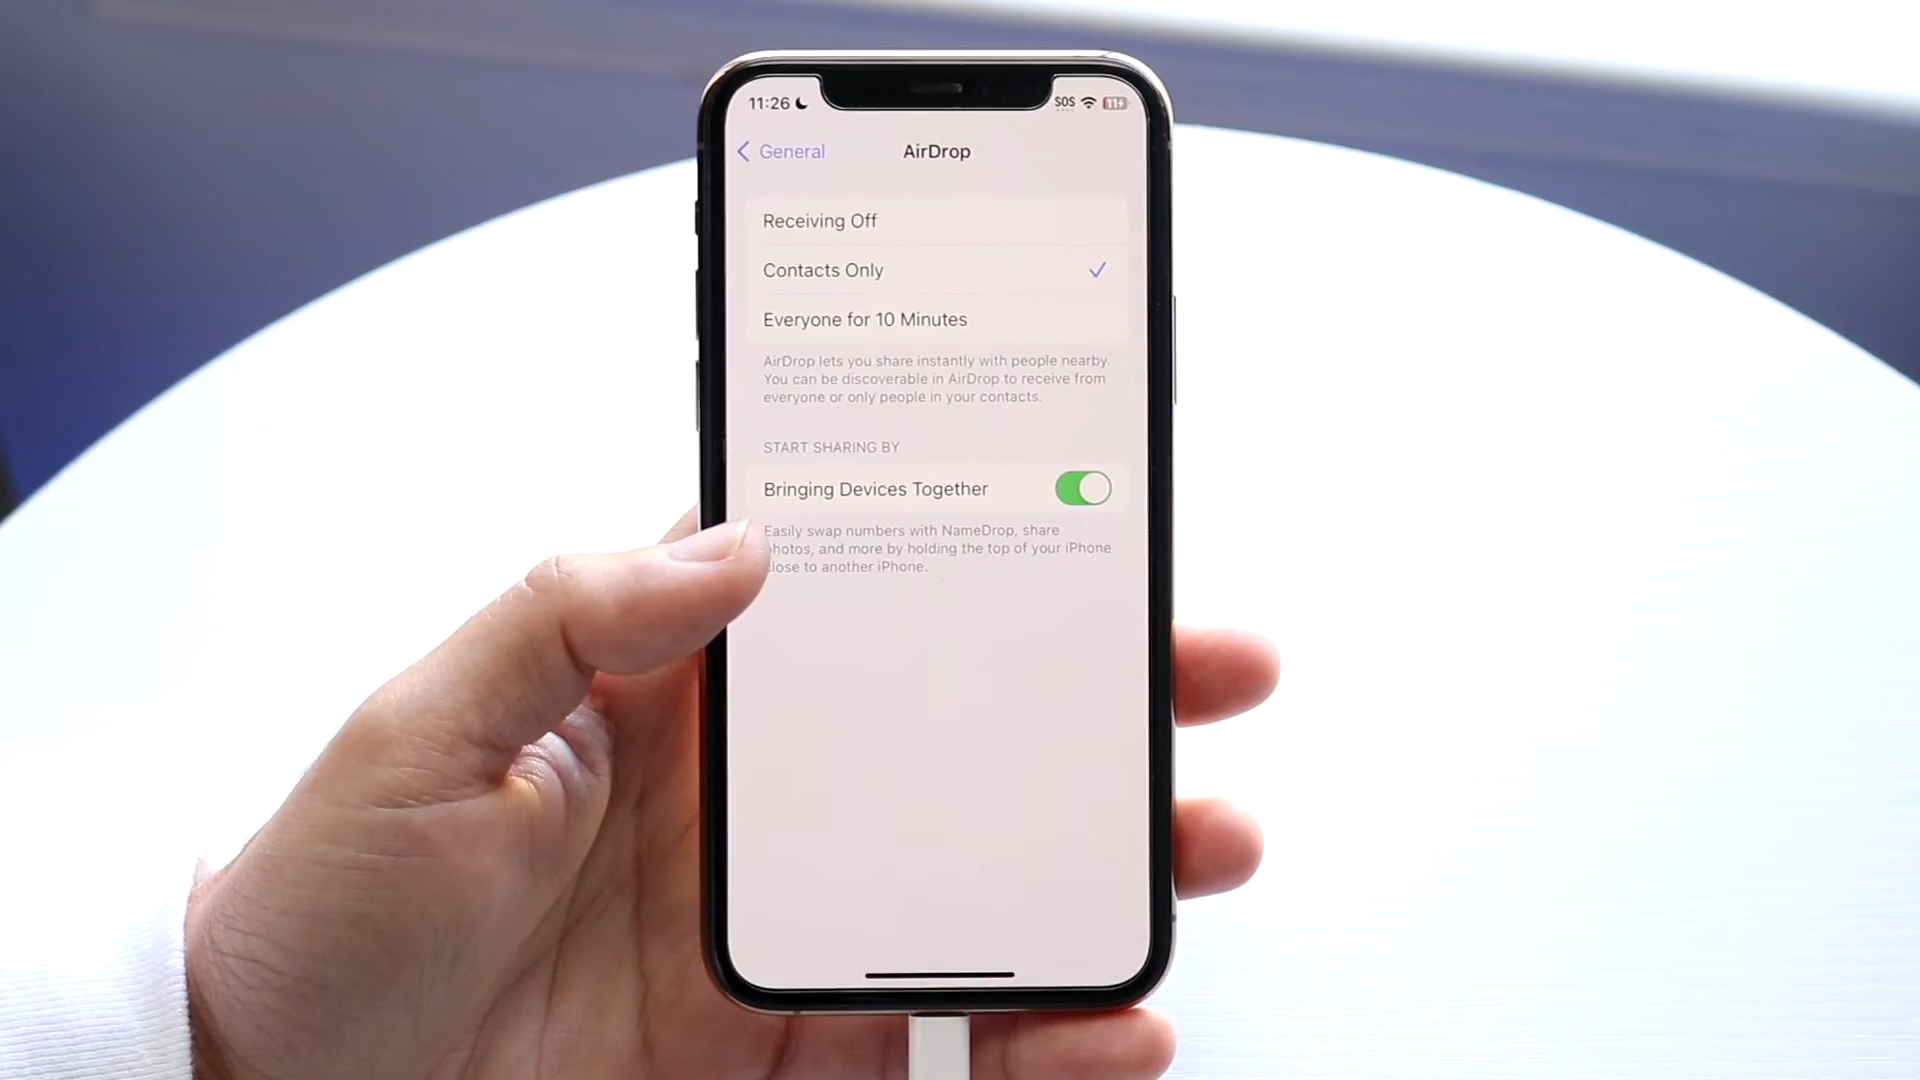 11:26 SOS 11
General AirDrop
Receiving Off
Contacts Only
Everyone for 10 Minutes
AirDrop lets you share instantly with people nearby.
You can be discoverable in AirDrop to receive from
everyone or only people in your contacts.
START SHARING BY
Bringing Devices Together
Easily swap numbers with NameDrop, share
photos, and more by holding the top of your iPhone
close to another iPhone.